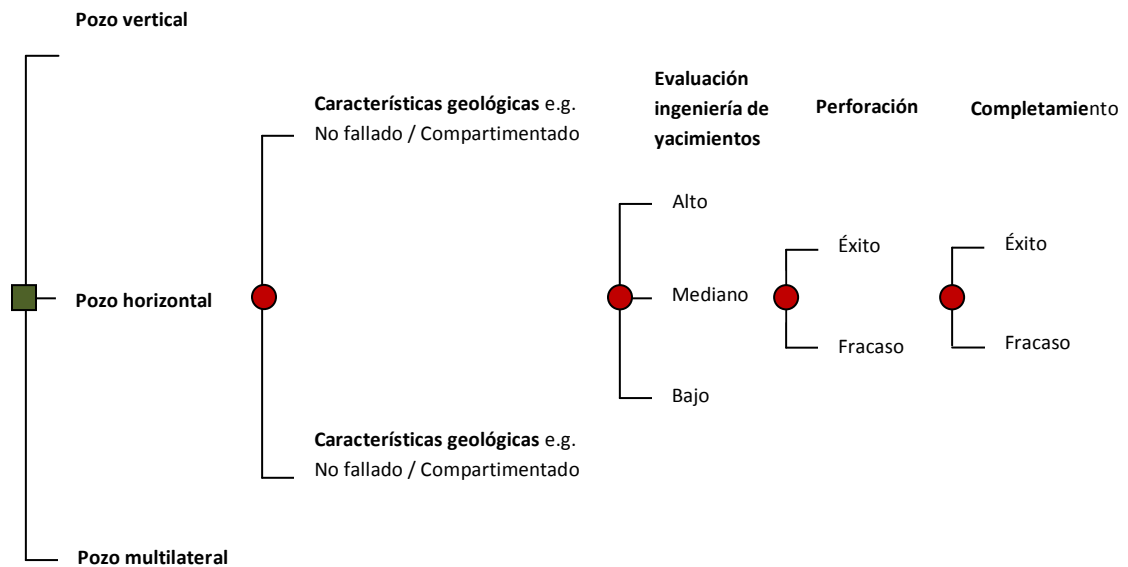 Pozo vertical
Características geológicas e.g.
No fallado / Compartimentado
Evaluación
ingeniería de
yacimientos
Perforación
Completamiento
Alto
Éxito
Éxito
Pozo horizontal
Mediano
Fracaso
Fracaso
Bajo
Características geológicas e.g.
No fallado / Compartimentado
Pozo multilateral